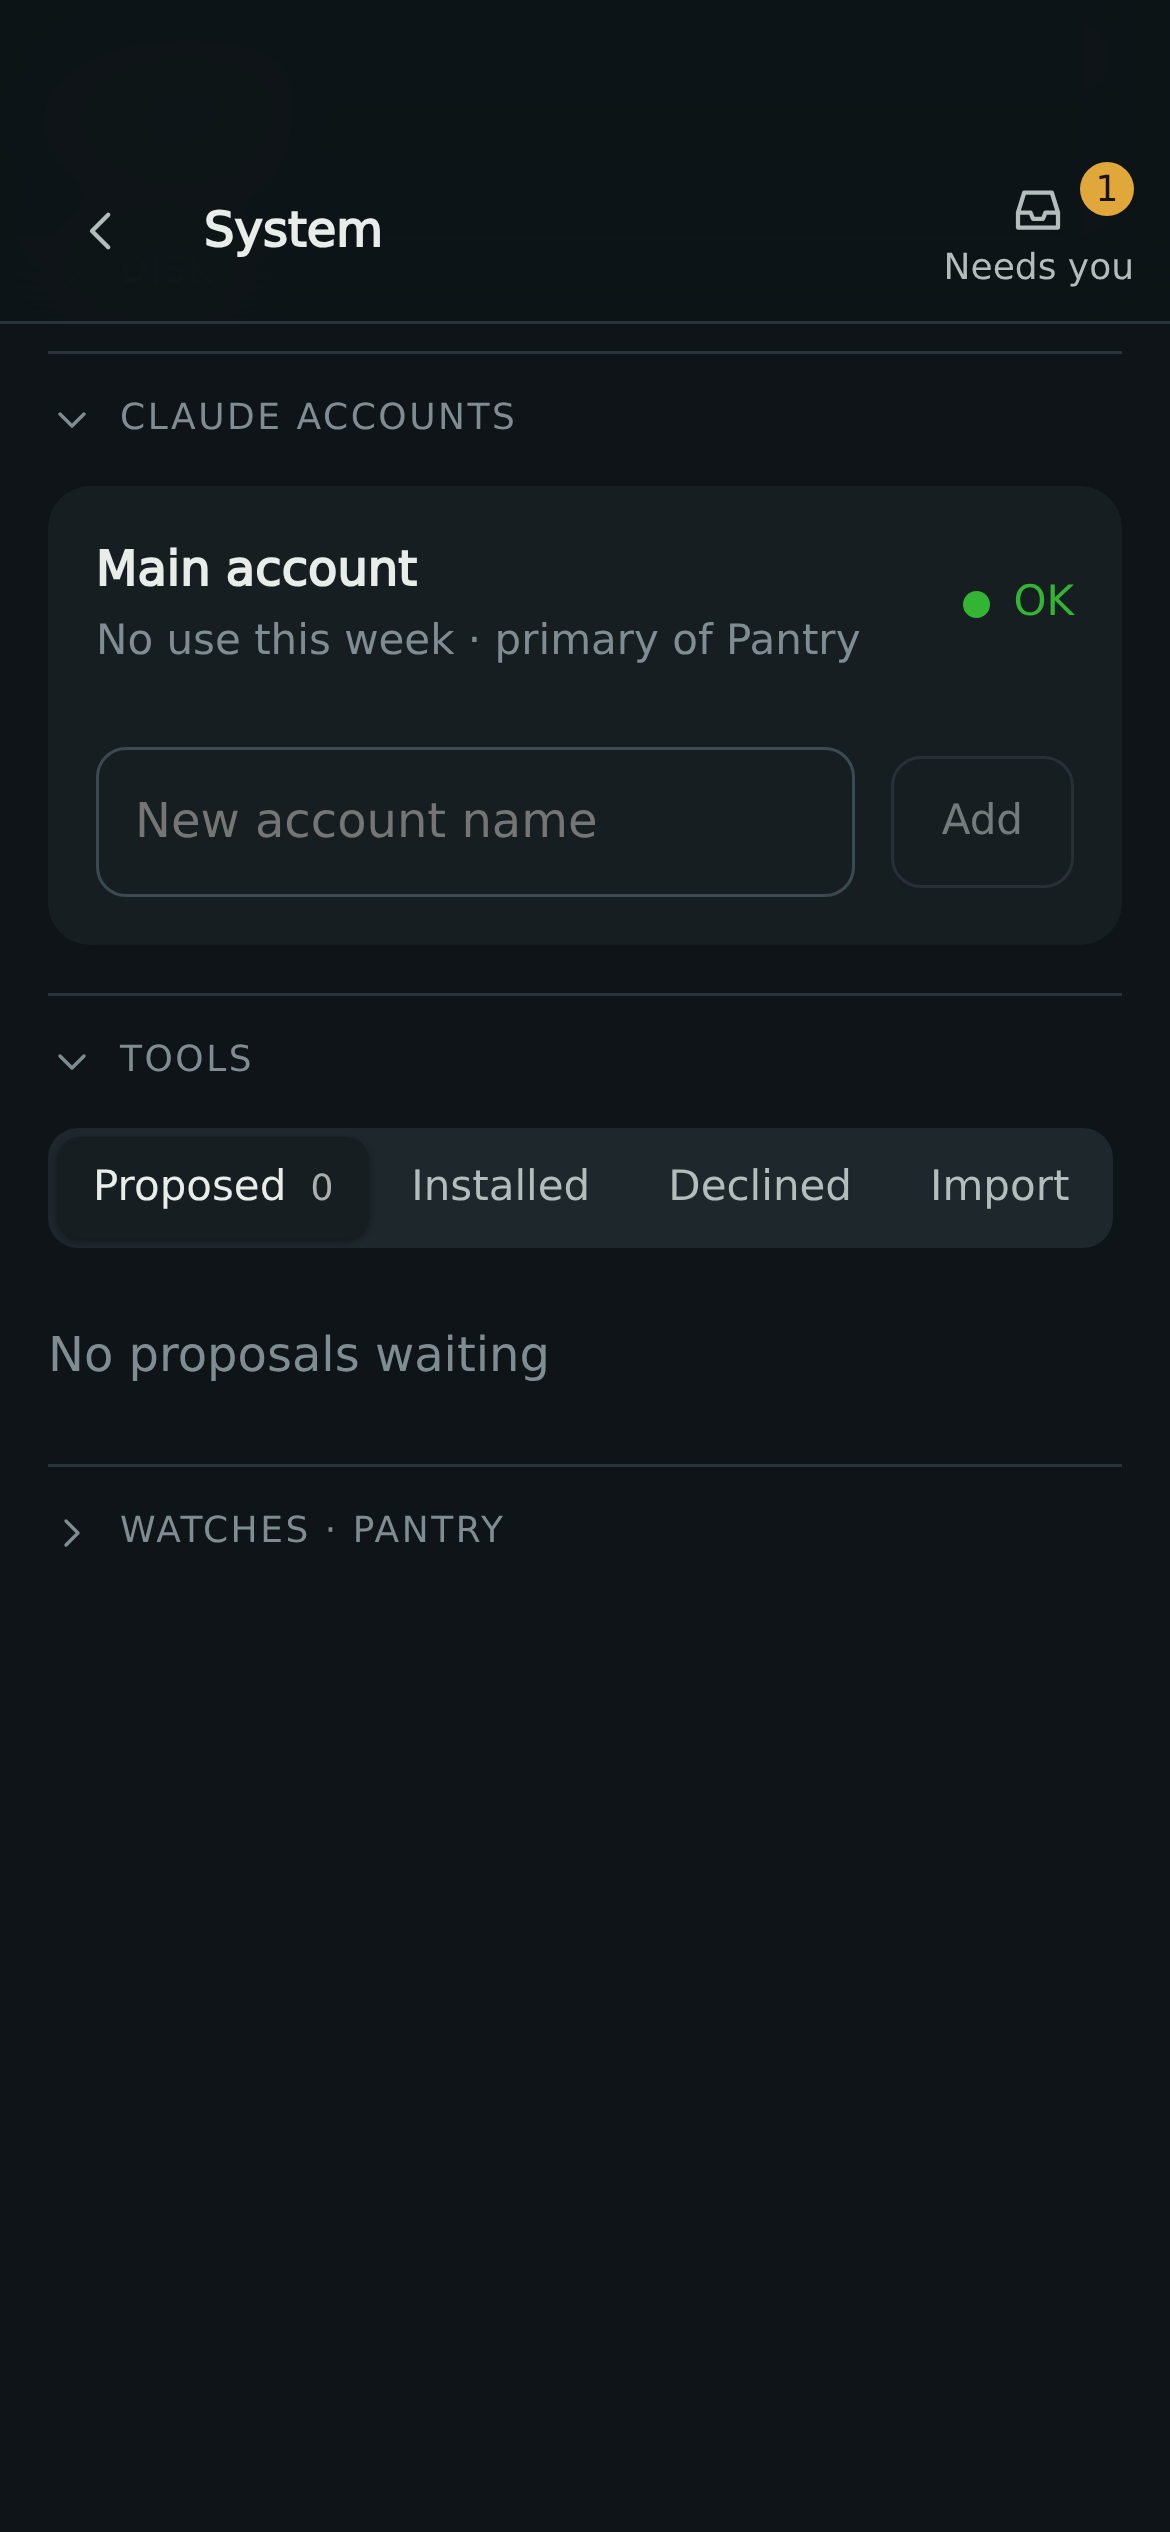 System
1
Needs you
CLAUDE ACCOUNTS
Main account
No use this week · primary of Pantry
OK
New account name
Add
TOOLS
Proposed 0 Installed Declined Import
No proposals waiting
WATCHES · PANTRY